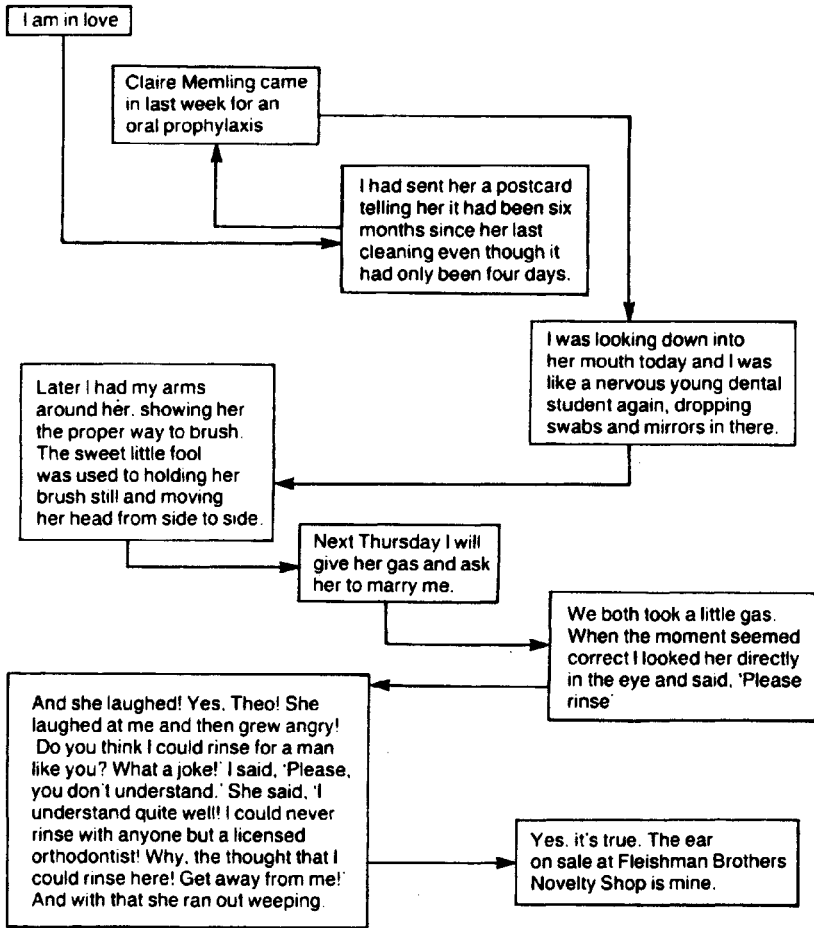 I am in love
I had sent her a postcard
telling her it had been six
months since her last
cleaning even though it
had only been four days.
Claire Memling came
in last week for an
oral prophylaxis
I was looking down into
her mouth today and I was
like a nervous young dental
student again, dropping
swabs and mirrors in there.
Later I had my arms
around her. showing her
the proper way to brush.
The sweet little fool
was used to holding her
brush still and moving
her head from side to side.
Next Thursday I will
give her gas and ask
her to marry me.
We both took a little gas.
When the moment seemed
correct I looked her directly
in the eye and said, 'Please
rinse'
And she laughed! Yes, Theo! She
laughed at me and then grew angry!
Do you think I could rinse for a man
like you? What a joke!' I said, 'Please,
you don't understand.' She said, 'I
understand quite well! I could never
rinse with anyone but a licensed
orthodontist! Why, the thought that I
could rinse here! Get away from me!'
And with that she ran out weeping.
Yes. it's true. The ear
on sale at Fleishman Brothers
Novelty Shop is mine.